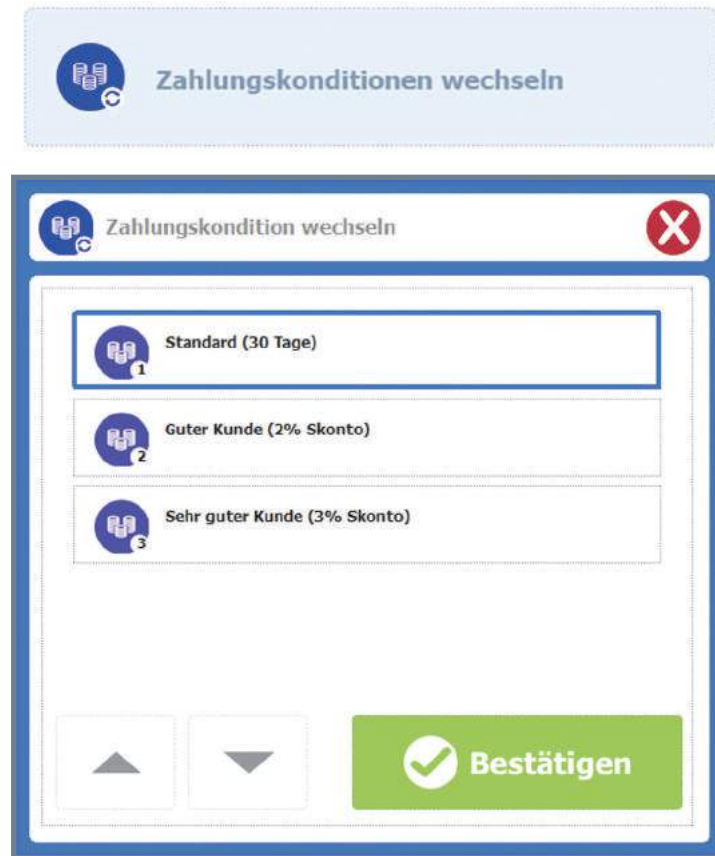 Zahlungskonditionen wechseln
Zahlungskondition wechseln
Standard (30 Tage)
1
Guter Kunde (2% Skonto)
2
Sehr guter Kunde (3% Skonto)
3
Bestätigen